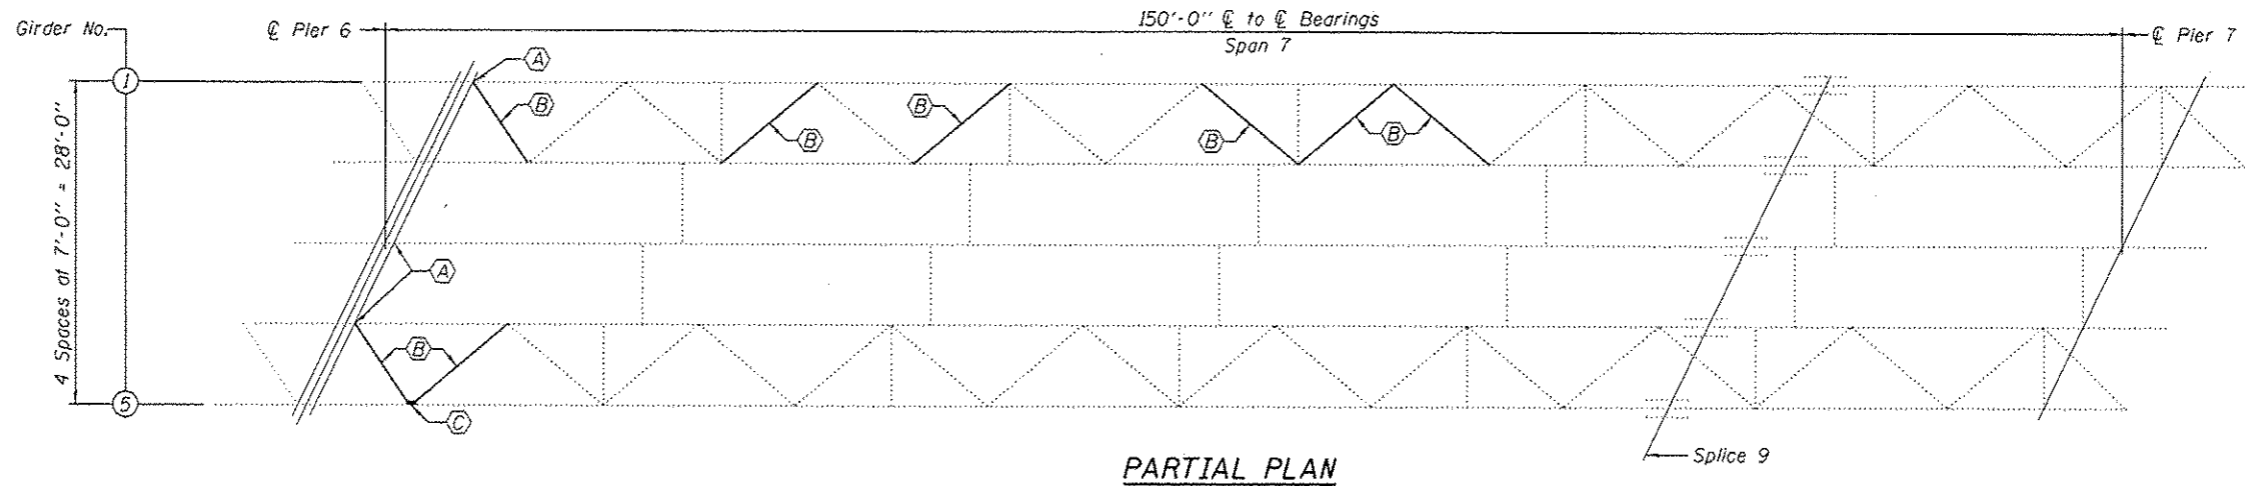 Girder No.
℄ Pier 6
150'-0" ℄ to ℄ Bearings
Span 7
℄ Pier 7
1
A
B
B
B
B
B
4 Spaces at 7'-0" = 28'-0"
A
B
5
C
Splice 9
PARTIAL PLAN